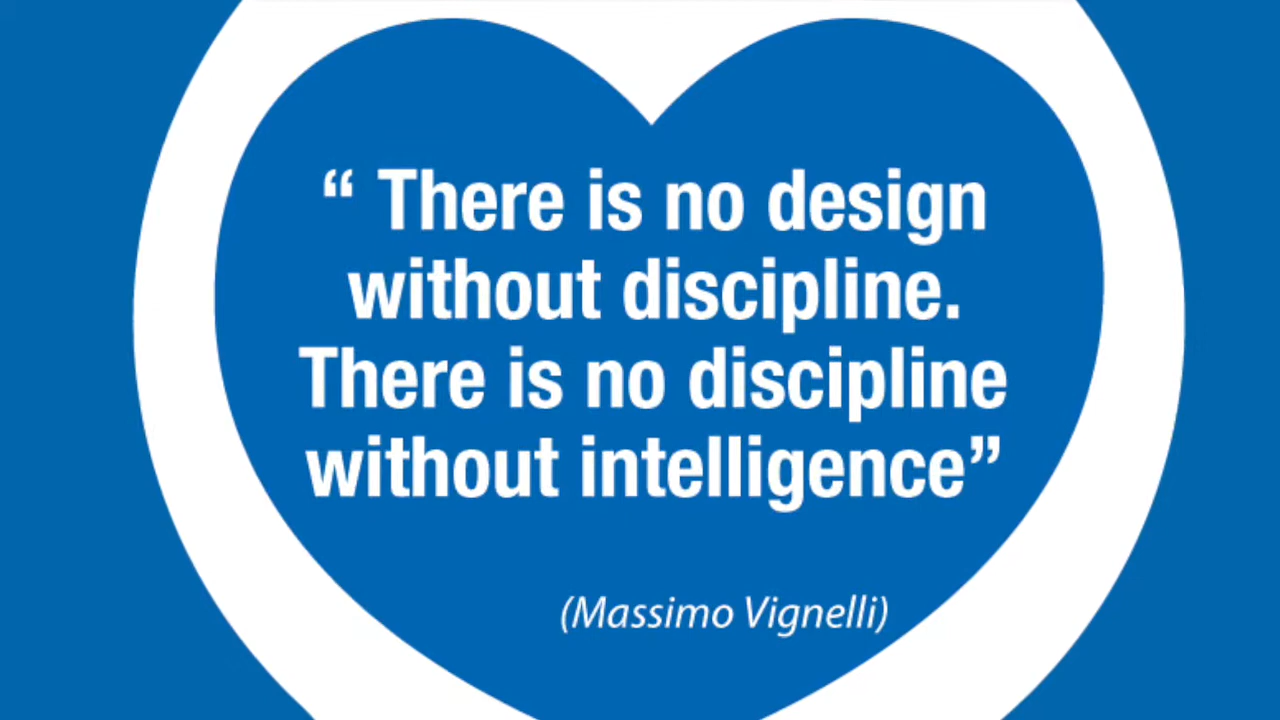 “ There is no design
without discipline.
There is no discipline
without intelligence”
(Massimo Vignelli)